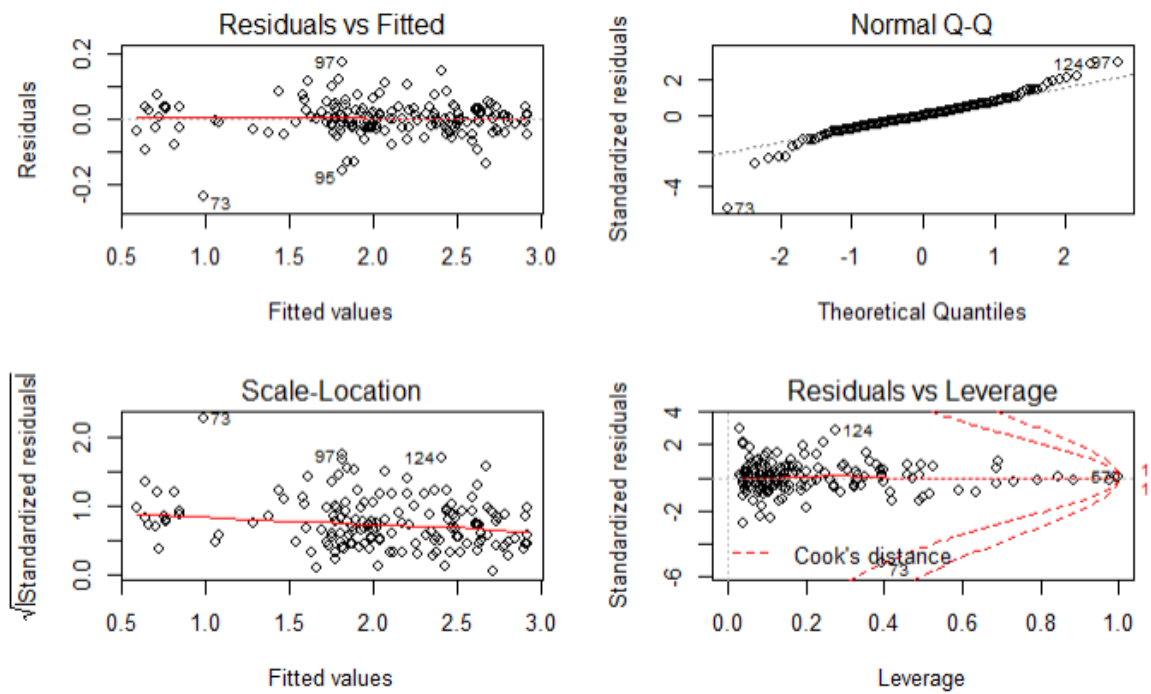 Residuals vs Fitted
Residuals
0.2
0.0
-0.2
97
95
73
0.5 1.0 1.5 2.0 2.5 3.0
Fitted values
Normal Q-Q
Standardized residuals
2
0
-4
124 97
73
-2 -1 0 1 2
Theoretical Quantiles
Scale-Location
√|Standardized residuals|
2.0
1.0
0.0
73
97
124
0.5 1.0 1.5 2.0 2.5 3.0
Fitted values
Residuals vs Leverage
Standardized residuals
4
2
-2
-6
124
1
1
Cook's distance
73
0.0 0.2 0.4 0.6 0.8 1.0
Leverage